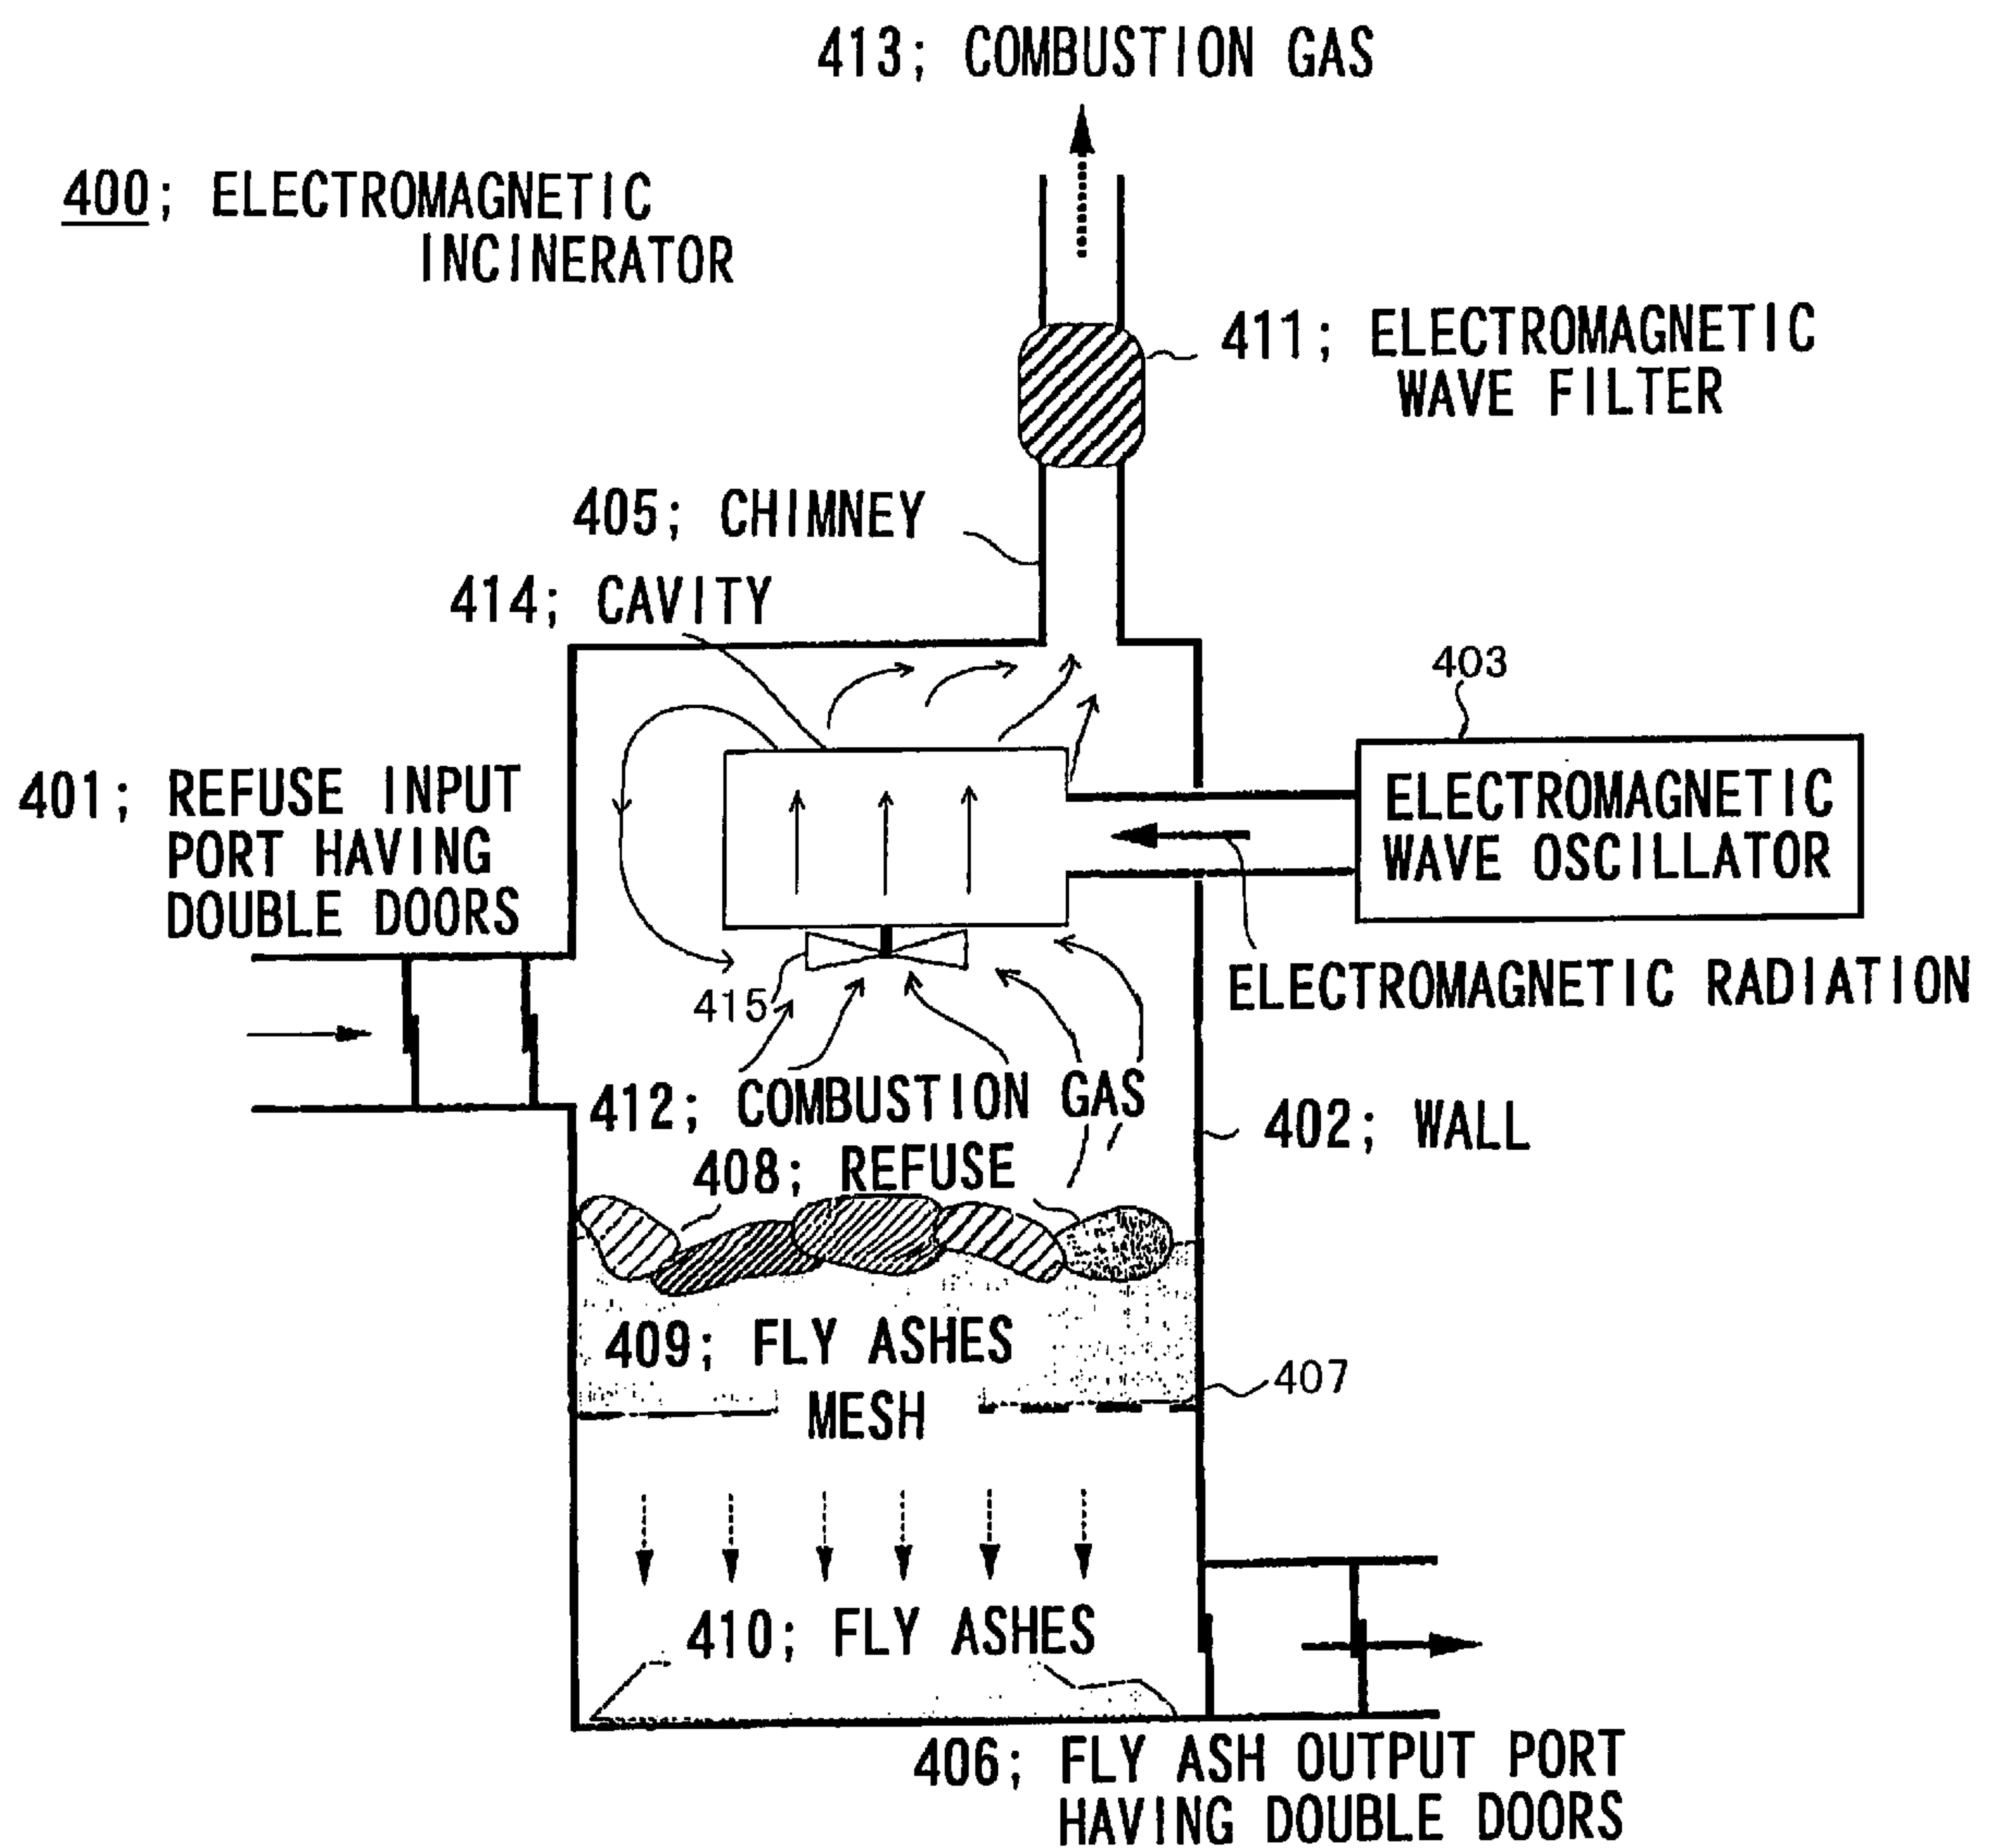 413; COMBUSTION GAS
400; ELECTROMAGNETIC
INCINERATOR
411; ELECTROMAGNETIC
WAVE FILTER
405; CHIMNEY
414; CAVITY
403
401; REFUSE INPUT
PORT HAVING
DOUBLE DOORS
ELECTROMAGNETIC
WAVE OSCILLATOR
ELECTROMAGNETIC RADIATION
415
412; COMBUSTION GAS
402; WALL
408; REFUSE
409; FLY ASHES
407
MESH
410; FLY ASHES
406; FLY ASH OUTPUT PORT
HAVING DOUBLE DOORS